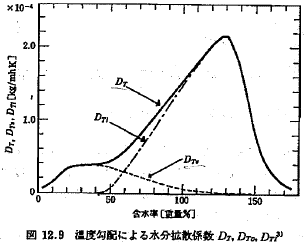 ×10⁻⁴
D_T, D_Tv, D_Tl [kg/mhK]
2.0
1.0
0
D_T
D_Tl
D_Tv
0 50 100 150
含水率 [重量%]
図 12.9 温度勾配による水分拡散係数 D_T, D_Tv, D_Tl³⁾